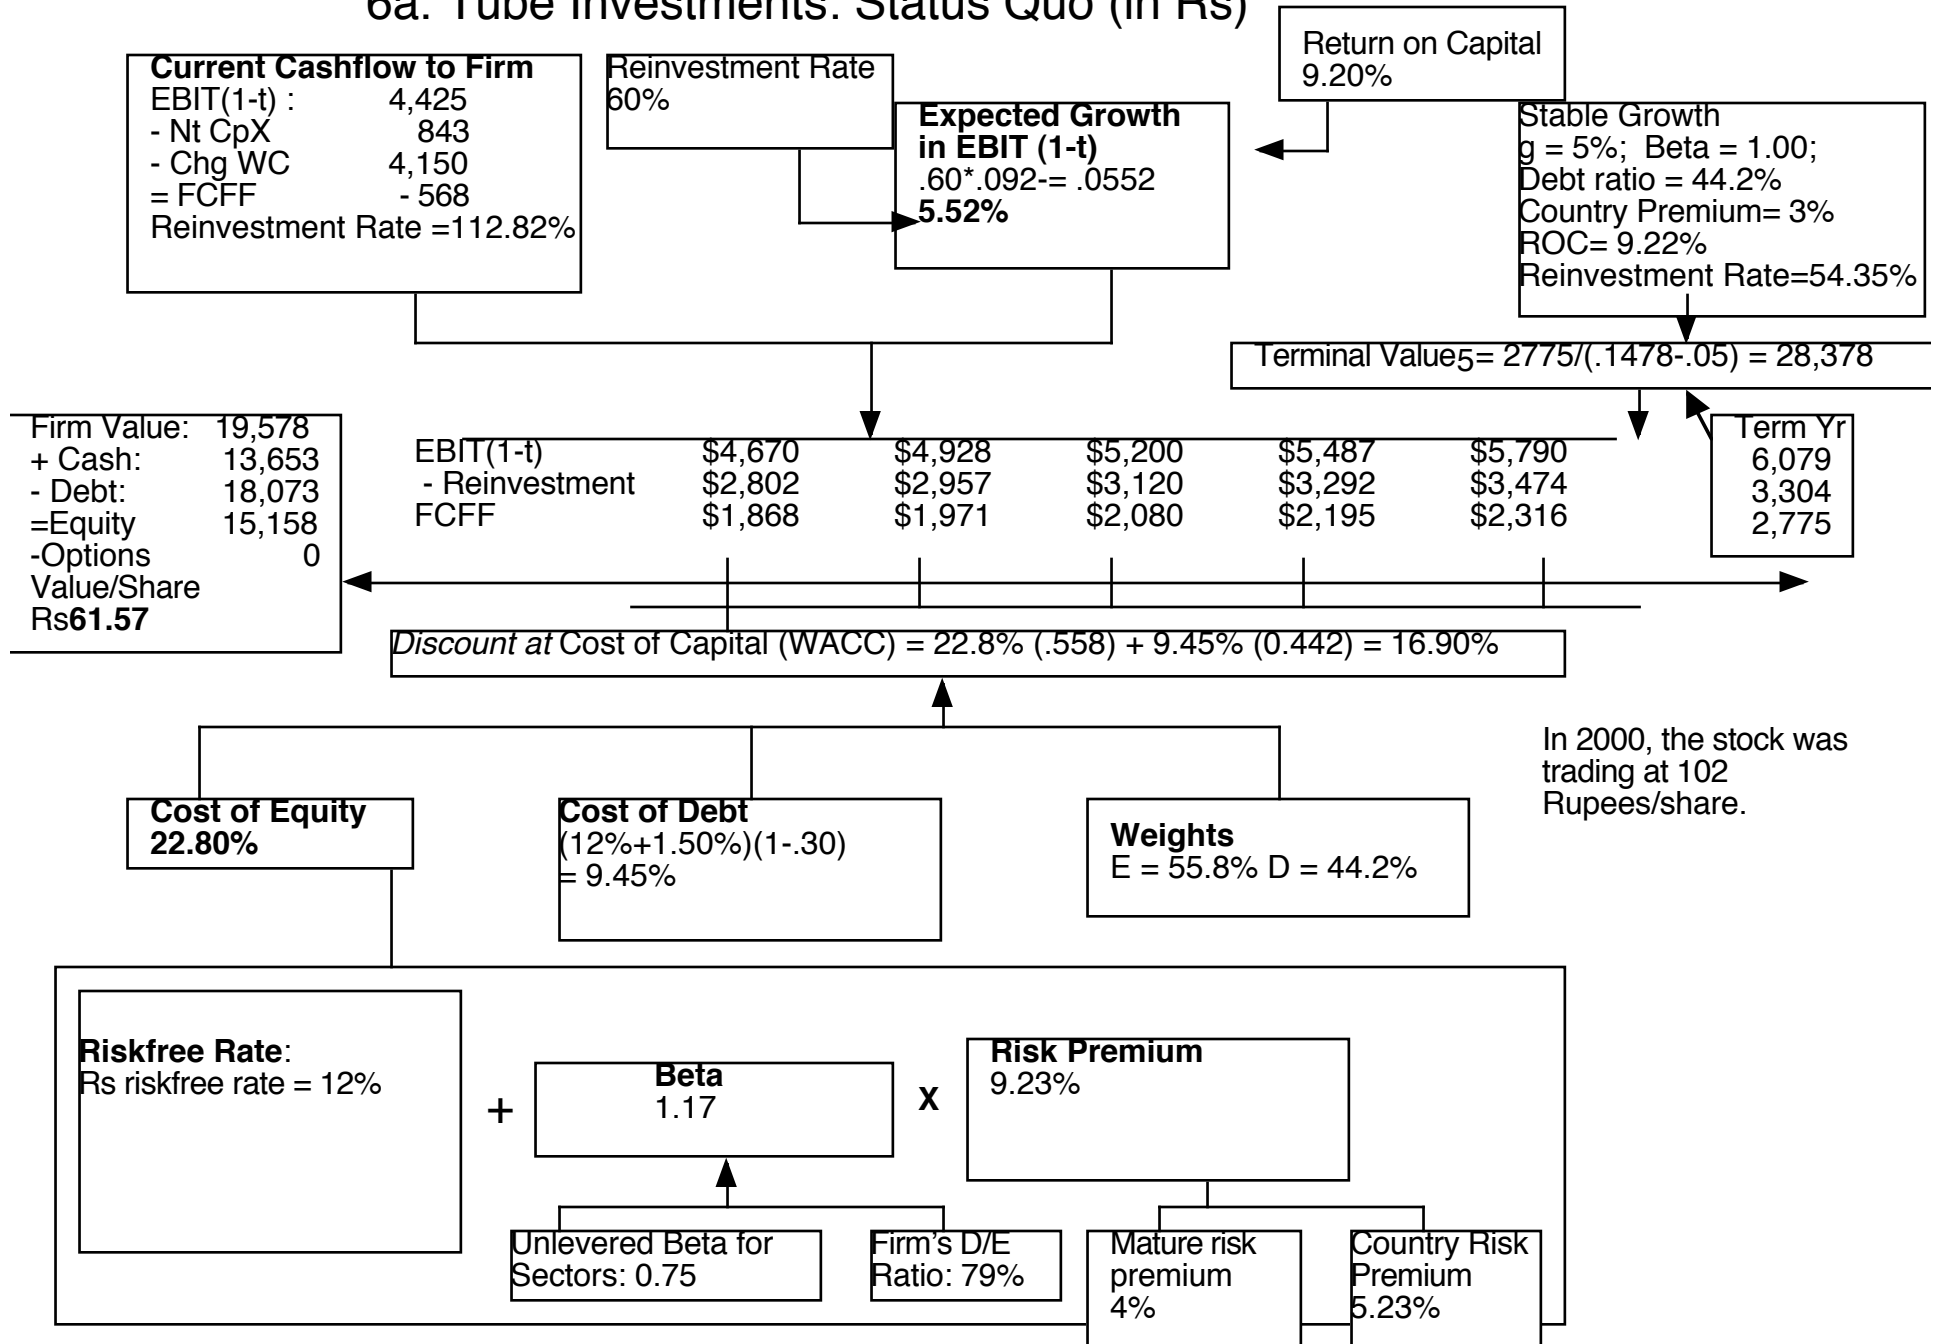 6a. Tube Investments: Status Quo (in Rs)
Return on Capital
9.20%
Current Cashflow to Firm
EBIT(1-t) : 4,425
- Nt CpX 843
- Chg WC 4,150
= FCFF - 568
Reinvestment Rate =112.82%
Reinvestment Rate
60%
Expected Growth
in EBIT (1-t)
.60*.092-= .0552
5.52%
Stable Growth
g = 5%; Beta = 1.00;
Debt ratio = 44.2%
Country Premium= 3%
ROC= 9.22%
Reinvestment Rate=54.35%
Terminal Value5= 2775/(.1478-.05) = 28,378
Firm Value: 19,578
+ Cash: 13,653
- Debt: 18,073
=Equity 15,158
-Options 0
Value/Share
Rs61.57
EBIT(1-t) $4,670 $4,928 $5,200 $5,487 $5,790
- Reinvestment $2,802 $2,957 $3,120 $3,292 $3,474
FCFF $1,868 $1,971 $2,080 $2,195 $2,316
Term Yr
6,079
3,304
2,775
Discount at Cost of Capital (WACC) = 22.8% (.558) + 9.45% (0.442) = 16.90%
In 2000, the stock was
trading at 102
Rupees/share.
Cost of Equity
22.80%
Cost of Debt
(12%+1.50%)(1-.30)
= 9.45%
Weights
E = 55.8% D = 44.2%
Riskfree Rate:
Rs riskfree rate = 12%
+
Beta
1.17
X
Risk Premium
9.23%
Unlevered Beta for
Sectors: 0.75
Firm's D/E
Ratio: 79%
Mature risk
premium
4%
Country Risk
Premium
5.23%